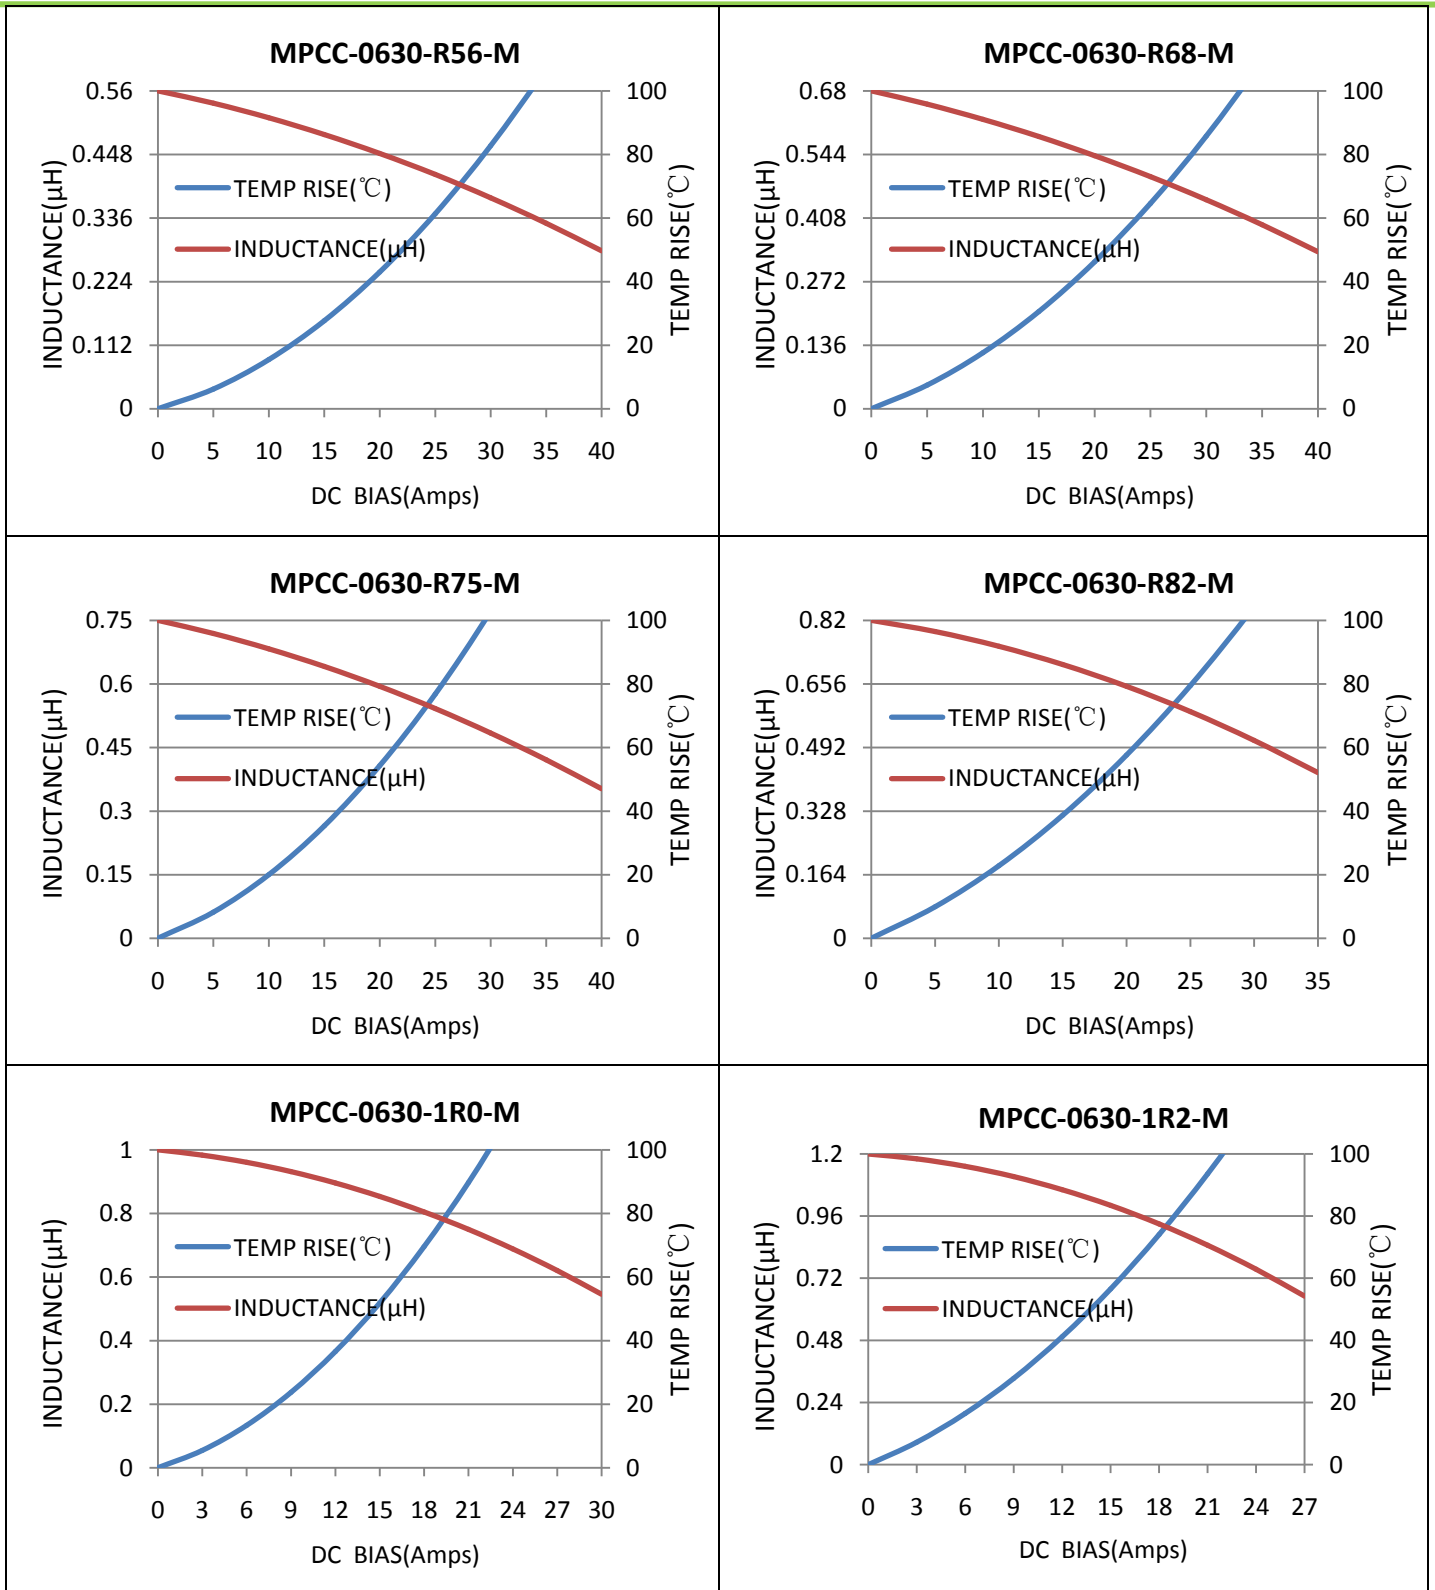 MPCC-0630-R56-M
0.56
0.448
0.336
0.224
0.112
0
100
80
60
40
20
0
INDUCTANCE(μH)
TEMP RISE(℃)
TEMP RISE(℃)
INDUCTANCE(μH)
0 5 10 15 20 25 30 35 40
DC BIAS(Amps)
MPCC-0630-R68-M
0.68
0.544
0.408
0.272
0.136
0
100
80
60
40
20
0
INDUCTANCE(μH)
TEMP RISE(℃)
TEMP RISE(℃)
INDUCTANCE(μH)
0 5 10 15 20 25 30 35 40
DC BIAS(Amps)
MPCC-0630-R75-M
0.75
0.6
0.45
0.3
0.15
0
100
80
60
40
20
0
INDUCTANCE(μH)
TEMP RISE(℃)
TEMP RISE(℃)
INDUCTANCE(μH)
0 5 10 15 20 25 30 35 40
DC BIAS(Amps)
MPCC-0630-R82-M
0.82
0.656
0.492
0.328
0.164
0
100
80
60
40
20
0
INDUCTANCE(μH)
TEMP RISE(℃)
TEMP RISE(℃)
INDUCTANCE(μH)
0 5 10 15 20 25 30 35
DC BIAS(Amps)
MPCC-0630-1R0-M
1
0.8
0.6
0.4
0.2
0
100
80
60
40
20
0
INDUCTANCE(μH)
TEMP RISE(℃)
TEMP RISE(℃)
INDUCTANCE(μH)
0 3 6 9 12 15 18 21 24 27 30
DC BIAS(Amps)
MPCC-0630-1R2-M
1.2
0.96
0.72
0.48
0.24
0
100
80
60
40
20
0
INDUCTANCE(μH)
TEMP RISE(℃)
TEMP RISE(℃)
INDUCTANCE(μH)
0 3 6 9 12 15 18 21 24 27
DC BIAS(Amps)